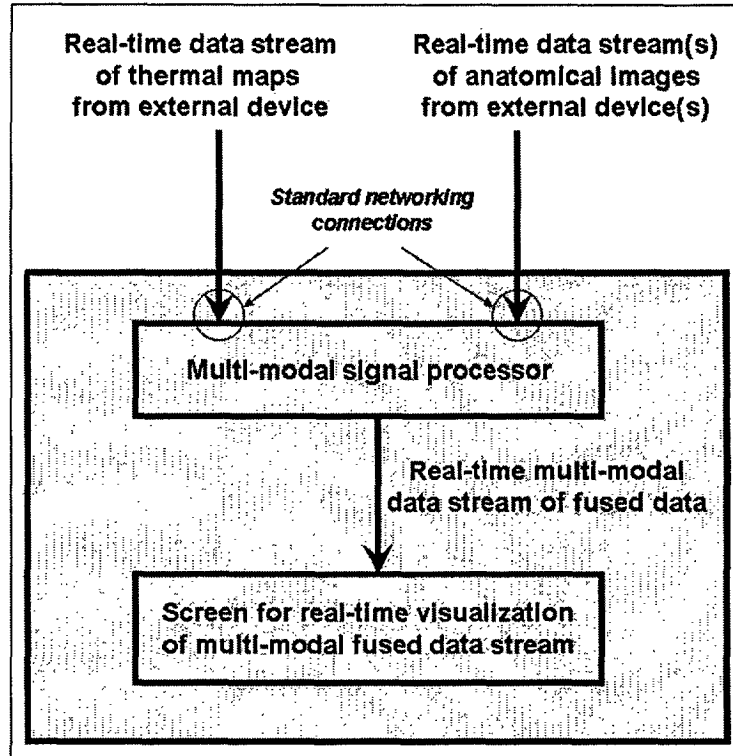 Real-time data stream
of thermal maps
from external device
Real-time data stream(s)
of anatomical images
from external device(s)
Standard networking
connections
Multi-modal signal processor
Real-time multi-modal
data stream of fused data
Screen for real-time visualization
of multi-modal fused data stream